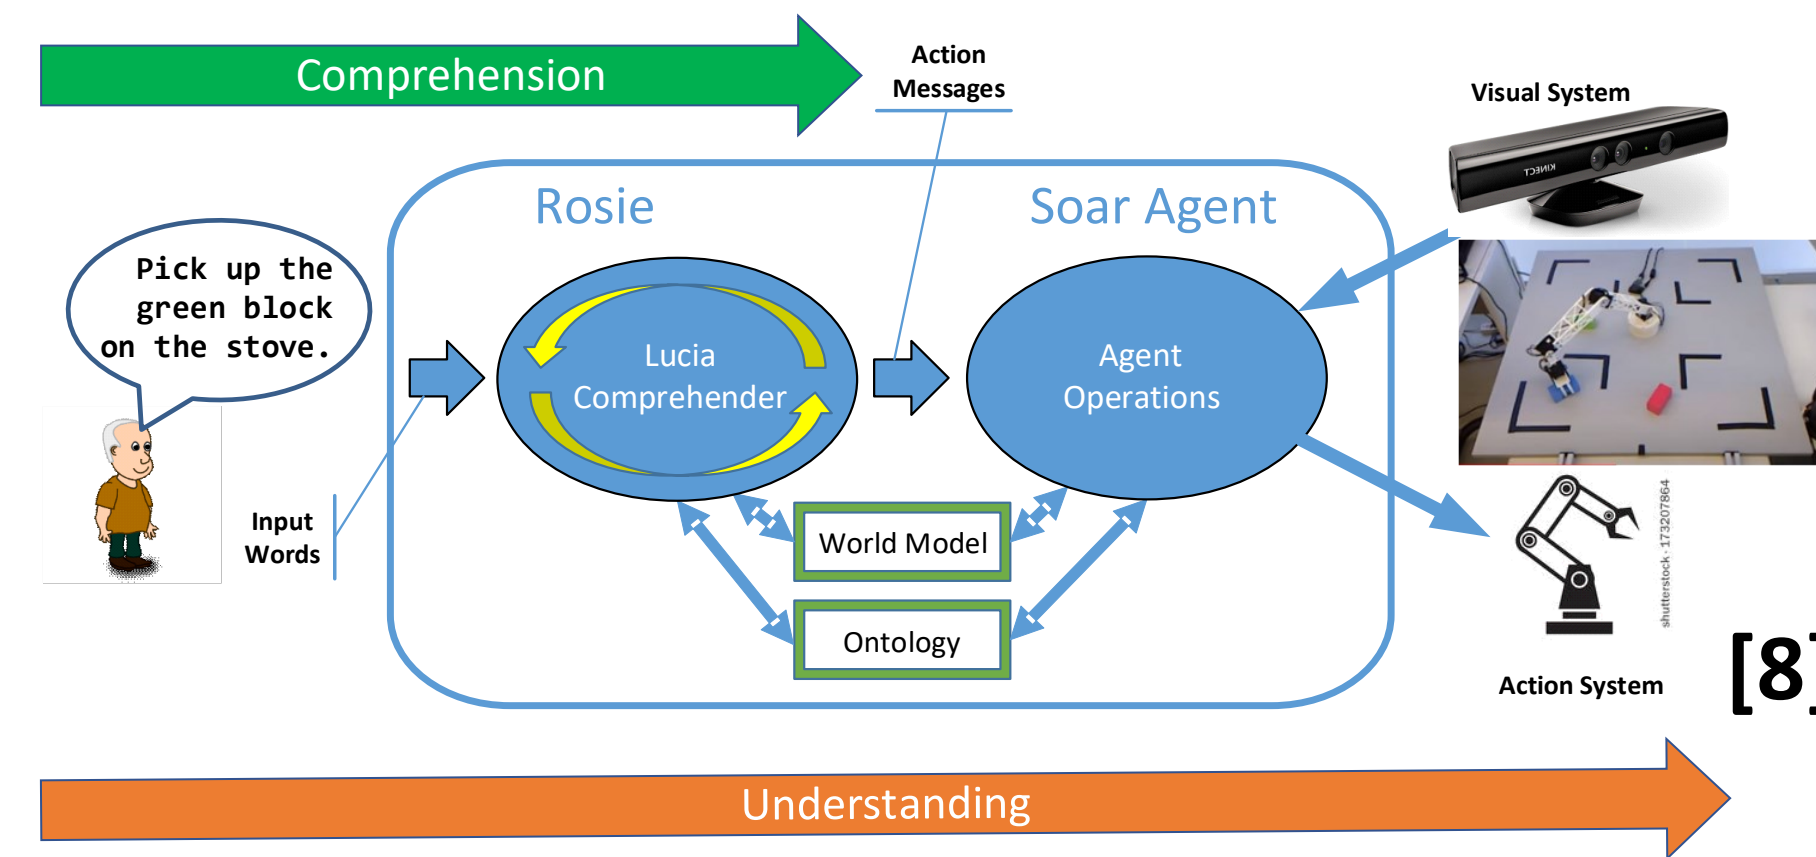 Comprehension
Action
Messages
Visual System
KINECT
Rosie
Soar Agent
Pick up the
green block
on the stove.
Lucia
Comprehender
Agent
Operations
Input
Words
World Model
Ontology
shutterstock · 173207864
Action System
[8]
Understanding